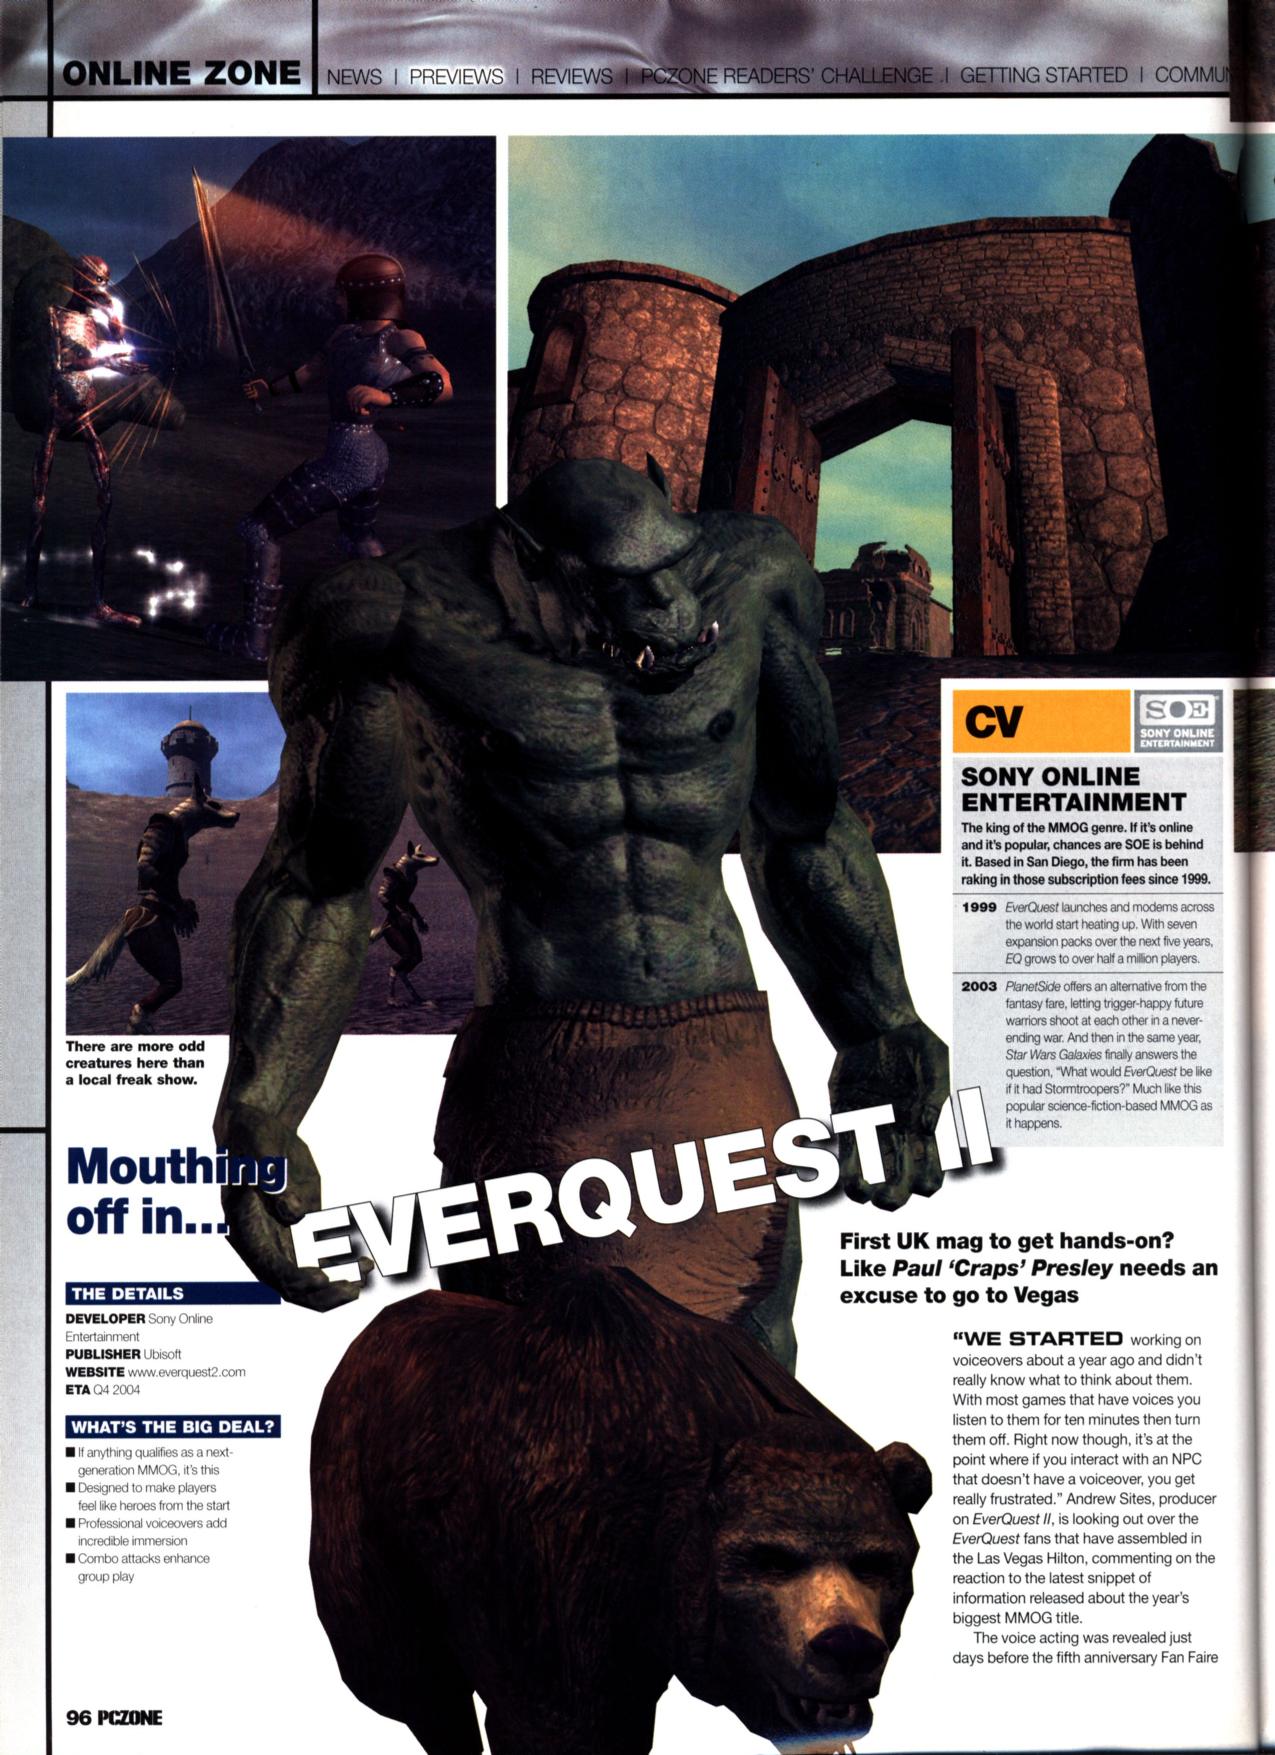 ONLINE ZONE
NEWS | PREVIEWS | REVIEWS | PCZONE READERS' CHALLENGE | GETTING STARTED |
There are more odd
creatures here than
a local freak show.
Mouthing
off in...
EVERQUEST II
THE DETAILS
DEVELOPER Sony Online
Entertainment
PUBLISHER Ubisoft
WEBSITE www.everquest2.com
ETA Q4 2004
WHAT'S THE BIG DEAL?
■ If anything qualifies as a next-
generation MMOG, it's this
■ Designed to make players
feel like heroes from the start
■ Professional voiceovers add
incredible immersion
■ Combo attacks enhance
group play
CV
SOE
SONY ONLINE
ENTERTAINMENT
SONY ONLINE
ENTERTAINMENT
The king of the MMOG genre. If it's online
and it's popular, chances are SOE is behind
it. Based in San Diego, the firm has been
raking in those subscription fees since 1999.
1999 EverQuest launches and modems across
the world start heating up. With seven
expansion packs over the next five years,
EQ grows to over half a million players.
2003 PlanetSide offers an alternative from the
fantasy fare, letting trigger-happy future
warriors shoot at each other in a never-
ending war. And then in the same year,
Star Wars Galaxies finally answers the
question, "What would EverQuest be like
if it had Stormtroopers?" Much like this
popular science-fiction-based MMOG as
it happens.
First UK mag to get hands-on?
Like Paul 'Craps' Presley needs an
excuse to go to Vegas
"WE STARTED working on
voiceovers about a year ago and didn't
really know what to think about them.
With most games that have voices you
listen to them for ten minutes then turn
them off. Right now though, it's at the
point where if you interact with an NPC
that doesn't have a voiceover, you get
really frustrated." Andrew Sites, producer
on EverQuest II, is looking out over the
EverQuest fans that have assembled in
the Las Vegas Hilton, commenting on the
reaction to the latest snippet of
information released about the year's
biggest MMOG title.
The voice acting was revealed just
days before the fifth anniversary Fan Faire
96 PCZONE